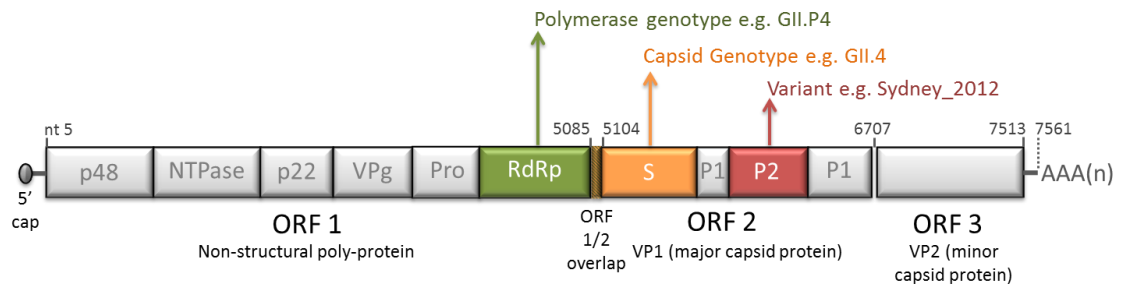 Polymerase genotype e.g. GII.P4
Capsid Genotype e.g. GII.4
Variant e.g. Sydney_2012
nt 5
5085
5104
6707
7513
7561
p48
NTPase
p22
VPg
Pro
RdRp
S
P1
P2
P1
AAA(n)
5’
cap
ORF 1
Non-structural poly-protein
ORF
1/2
overlap
ORF 2
VP1 (major capsid protein)
ORF 3
VP2 (minor
capsid protein)